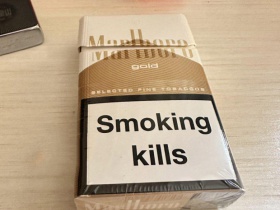 Marlboro
gold
SELECTED FINE TOBACCOS
Smoking
kills